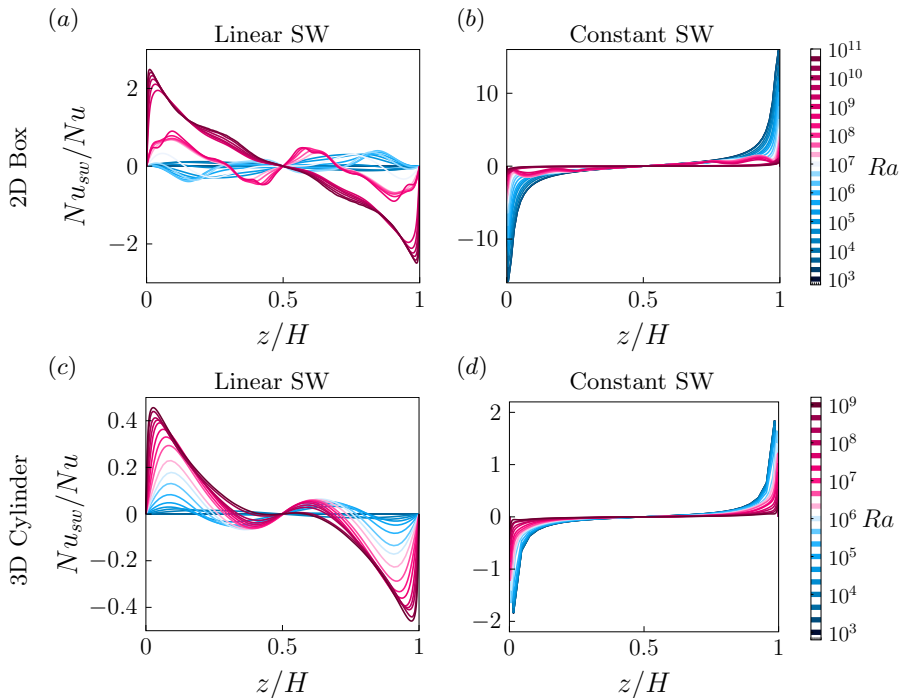 (a)
Linear SW
2
0
−2
0
0.5
1
z/H
Nu_sw/Nu
2D Box
(b)
Constant SW
10
0
−10
0
0.5
1
z/H
10^11
10^10
10^9
10^8
10^7
10^6
10^5
10^4
10^3
Ra
(c)
Linear SW
0.4
0.2
0
−0.2
−0.4
0
0.5
1
z/H
Nu_sw/Nu
3D Cylinder
(d)
Constant SW
2
1
0
−1
−2
0
0.5
1
z/H
10^9
10^8
10^7
10^6
10^5
10^4
10^3
Ra